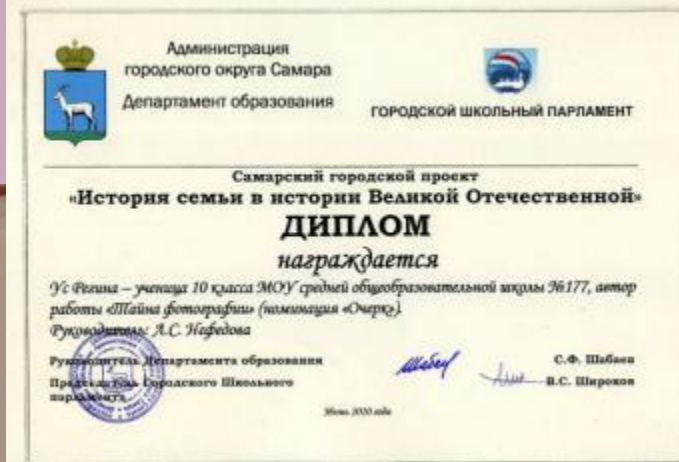 Администрация
городского округа Самара
Департамент образования
ГОРОДСКОЙ ШКОЛЬНЫЙ ПАРЛАМЕНТ
Самарский городской проект
«История семьи в истории Великой Отечественной»
ДИПЛОМ
награждается
Ус Регина – ученица 10 класса МОУ средней общеобразовательной школы №177, автор
работы «Тайна фотографии» (номинация «Очерк»).
Руководитель: А.С. Нефедова
Руководитель Департамента образования
С.Ф. Шабаев
Председатель Городского Школьного
парламента
В.С. Широков
2010 года